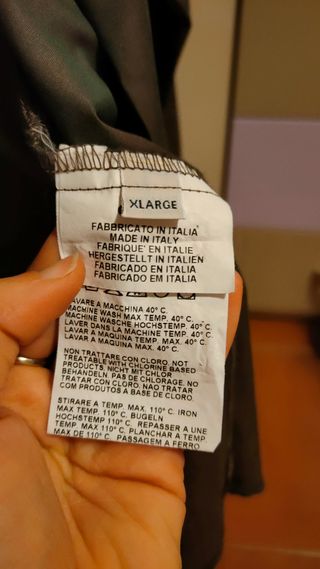 XLARGE
FABBRICATO IN ITALIA
MADE IN ITALY
FABRIQUE' EN ITALIE
HERGESTELLT IN ITALIEN
FABRICADO EN ITALIA
FABRICADO EM ITALIA
LAVARE A MACCHINA 40° C.
MACHINE WASH MAX TEMP. 40° C.
MACHINE WASCHE HOCHSTEMP. 40° C.
LAVER DANS LA MACHINE TEMP. 40° C.
LAVAR A MAQUINA MAX. TEMP. 40° C.
LAVAR A MAQUINA MAX. 40° C.
NON TRATTARE CON CLORO. NOT
TREATABLE WITH CHLORINE BASED
PRODUCTS. NICHT MIT CHLOR
BEHANDELN. PAS DE CHLORAGE. NO
TRATAR CON CLORO. NAO TRATAR
COM PRODUTOS A BASE DE CLORO.
STIRARE A TEMP. MAX. 110° C. IRON
MAX TEMP. 110° C. BUGELN
HOCHSTEMP 110° C. REPASSER A UNE
TEMP. MAX 110° C. PLANCHAR A TEMP.
MAX DE 110° C. PASSAGEM A FERRO